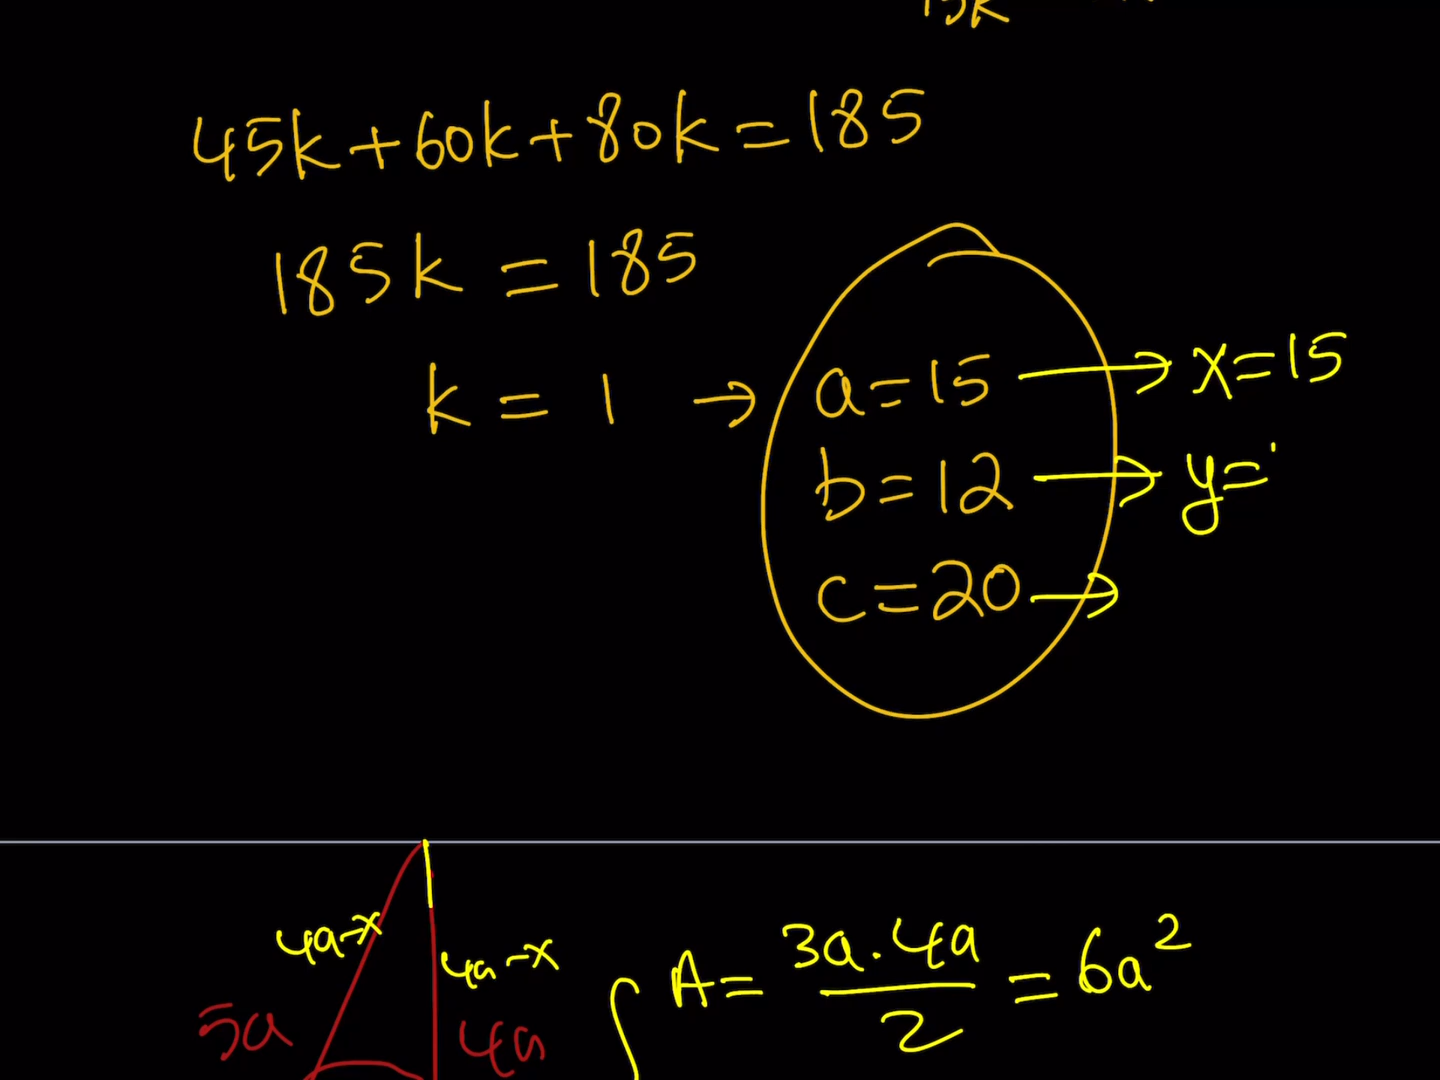 15k
45k+60k+80k=185
185k=185
k=1 → a=15 → x=15
b=12 → y=
c=20 →
4a-x
4a-x
A=3a.4a/2=6a²
5a
4a